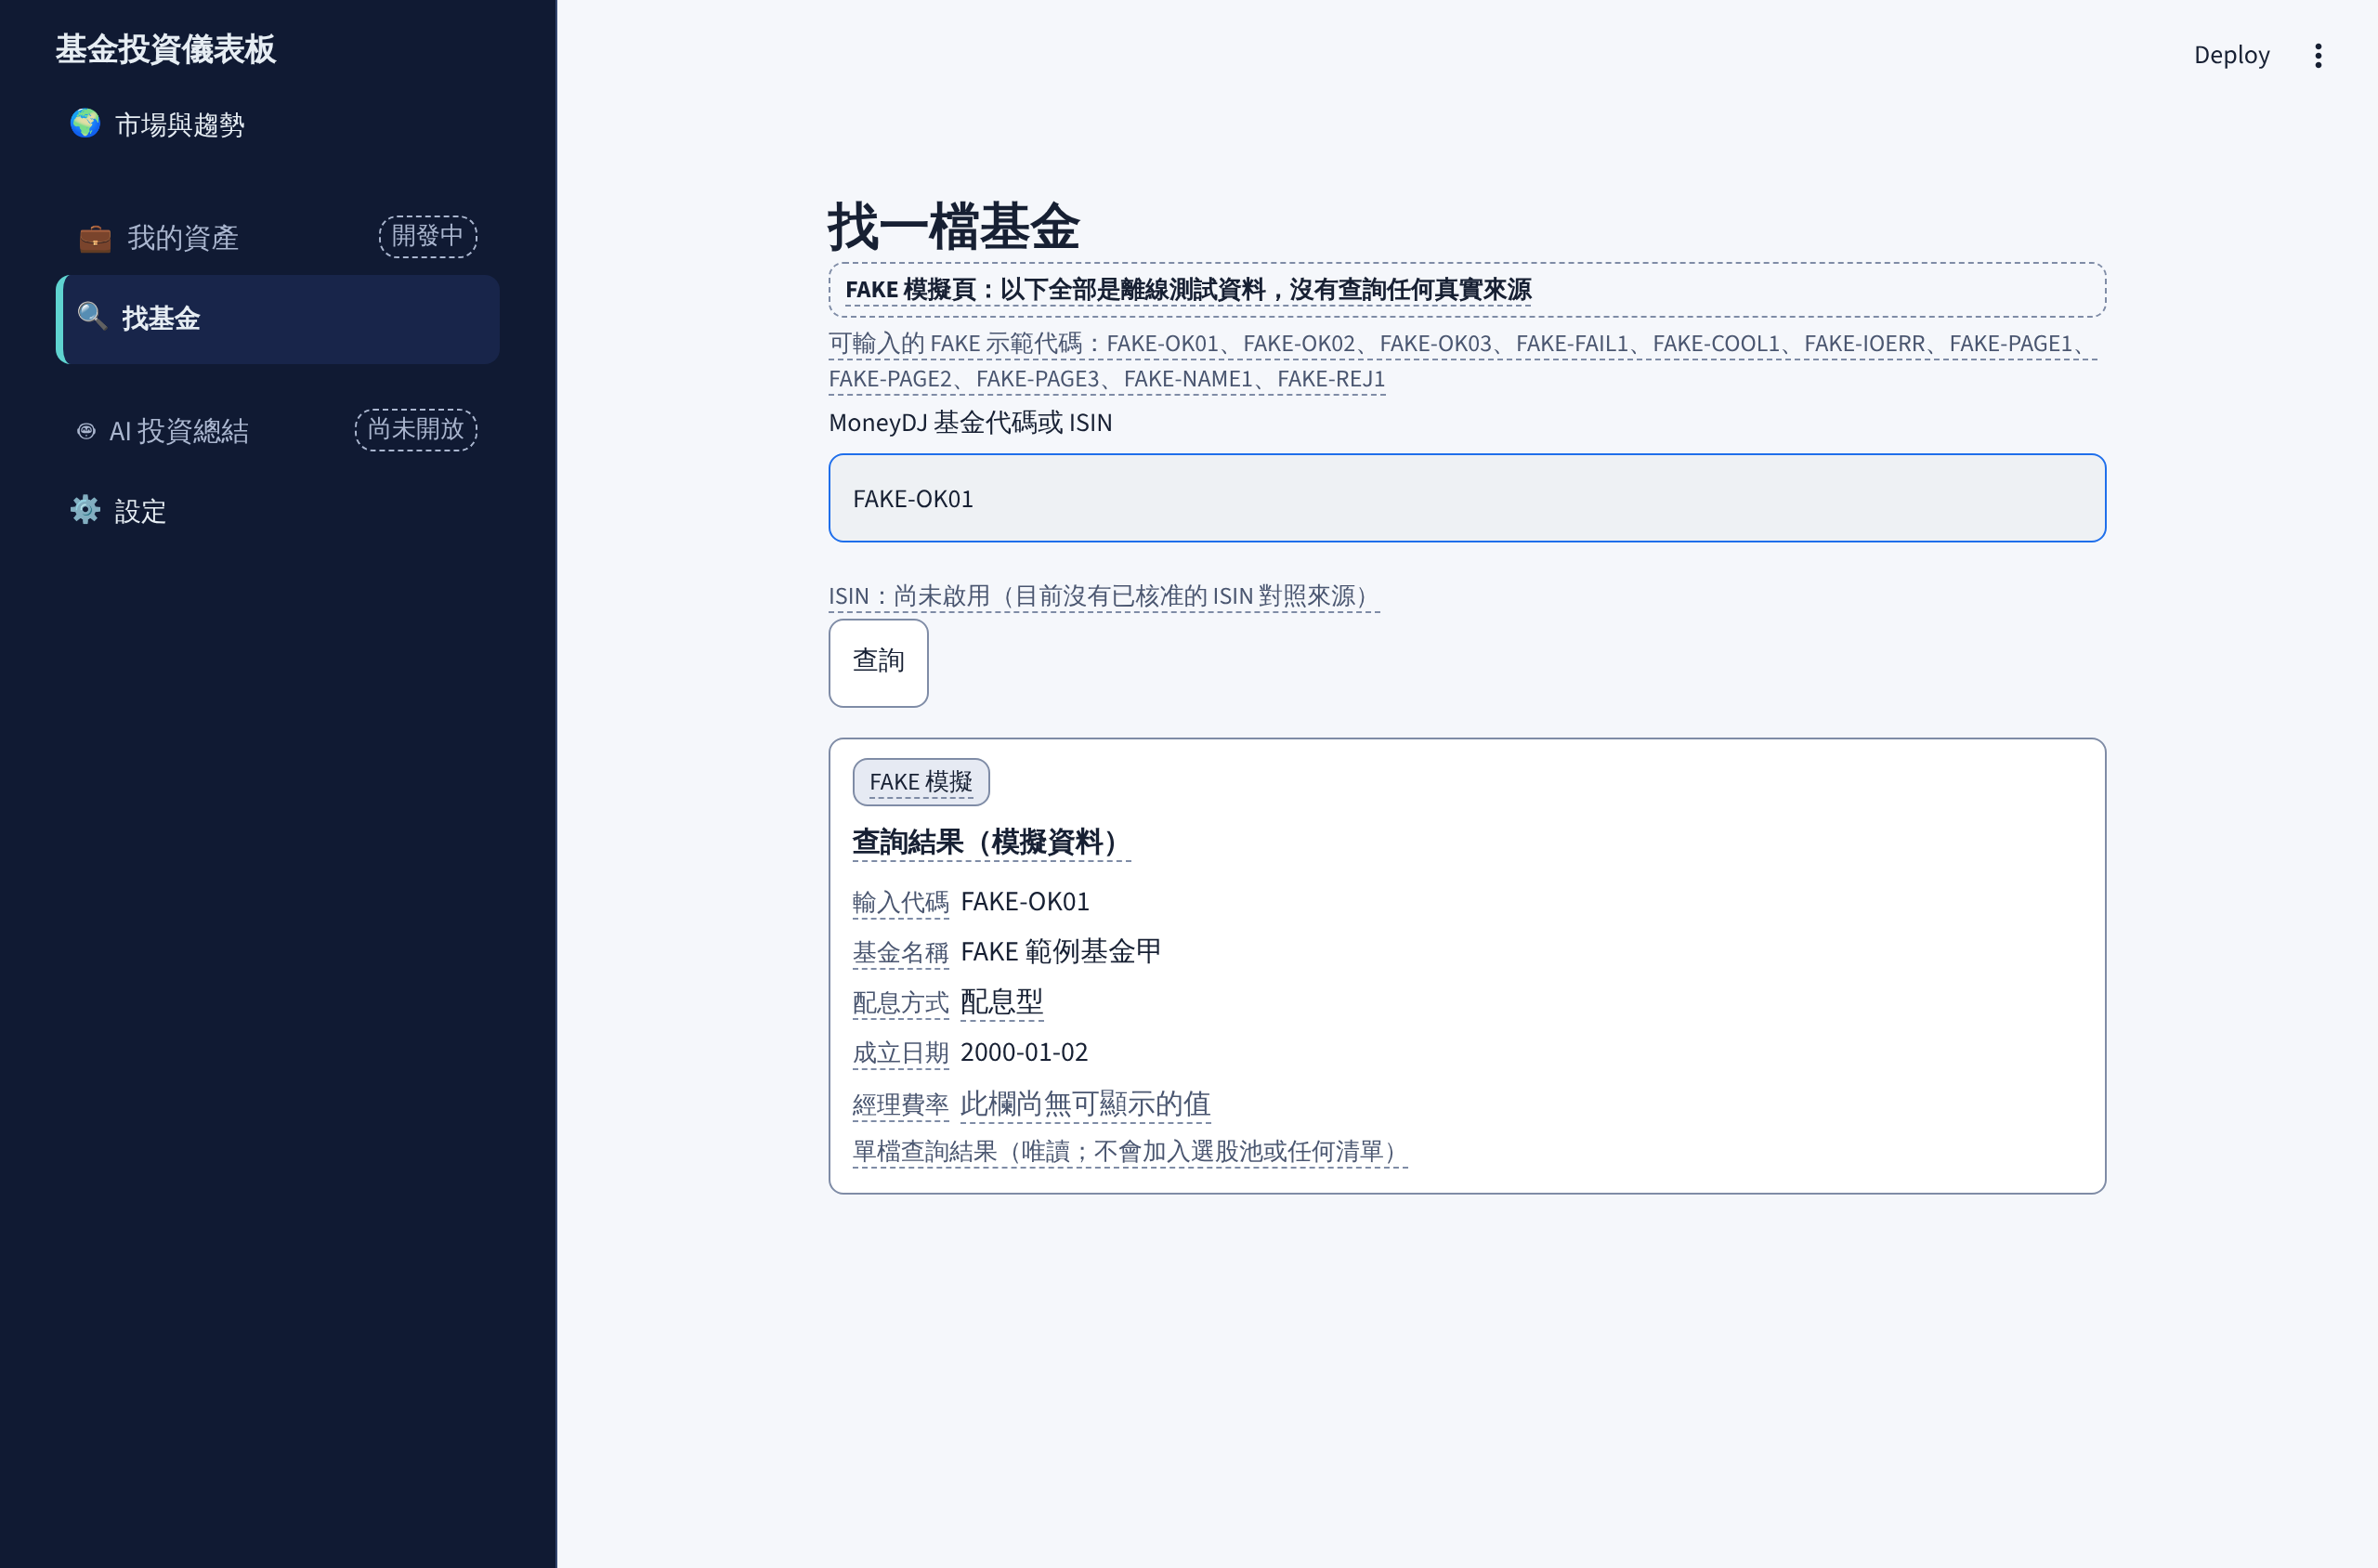 基金投資儀表板
市場與趨勢
我的資產 開發中
找基金
AI 投資總結 尚未開放
設定
Deploy
找一檔基金
FAKE 模擬頁：以下全部是離線測試資料，沒有查詢任何真實來源
可輸入的 FAKE 示範代碼：FAKE-OK01、FAKE-OK02、FAKE-OK03、FAKE-FAIL1、FAKE-COOL1、FAKE-IOERR、FAKE-PAGE1、
FAKE-PAGE2、FAKE-PAGE3、FAKE-NAME1、FAKE-REJ1
MoneyDJ 基金代碼或 ISIN
FAKE-OK01
ISIN：尚未啟用（目前沒有已核准的 ISIN 對照來源）
查詢
FAKE 模擬
查詢結果（模擬資料）
輸入代碼 FAKE-OK01
基金名稱 FAKE 範例基金甲
配息方式 配息型
成立日期 2000-01-02
經理費率 此欄尚無可顯示的值
單檔查詢結果（唯讀；不會加入選股池或任何清單）